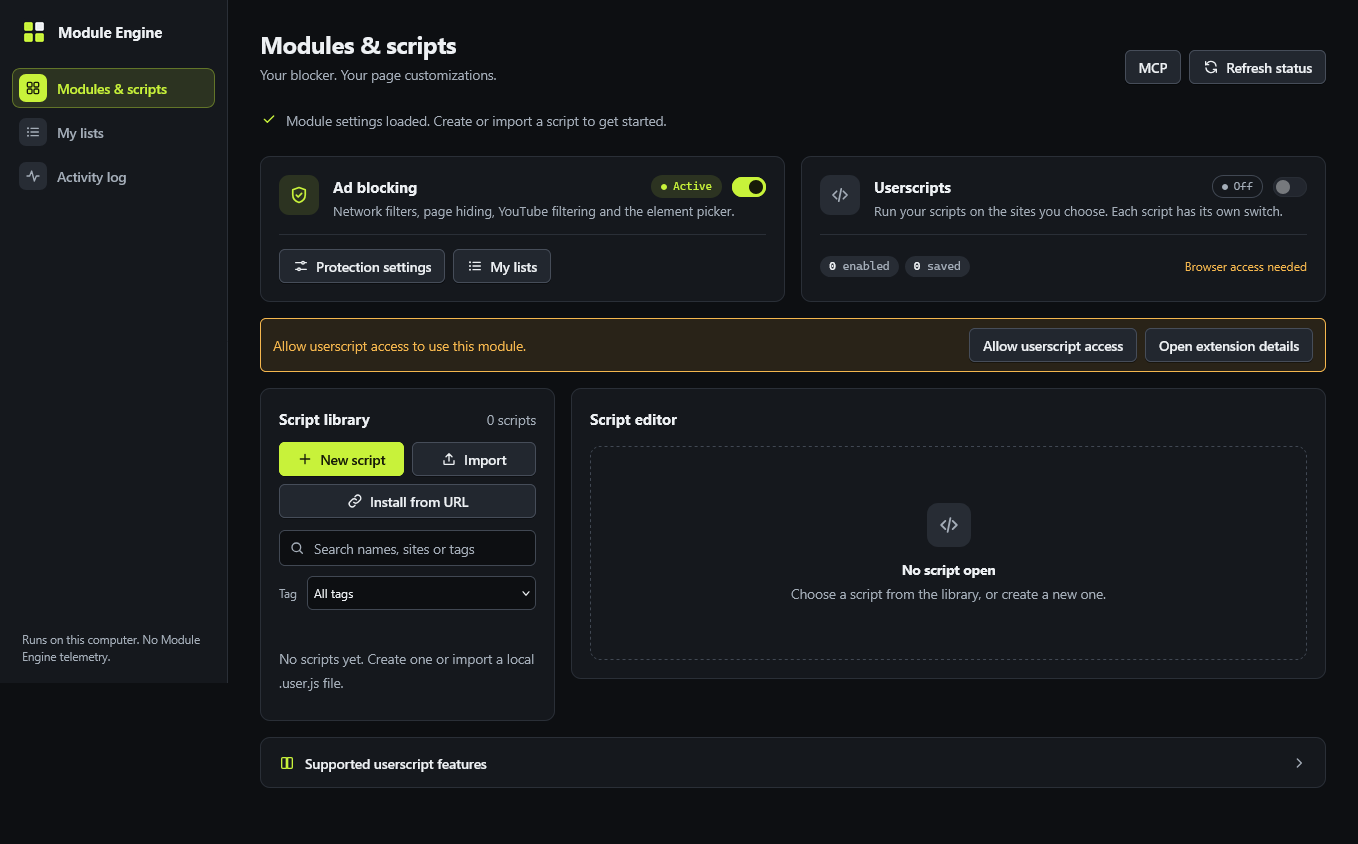 Module Engine
Modules & scripts
My lists
Activity log
Runs on this computer. No Module
Engine telemetry.
Modules & scripts
Your blocker. Your page customizations.
MCP
Refresh status
Module settings loaded. Create or import a script to get started.
Ad blocking
Active
Network filters, page hiding, YouTube filtering and the element picker.
Protection settings
My lists
Userscripts
Off
Run your scripts on the sites you choose. Each script has its own switch.
0 enabled
0 saved
Browser access needed
Allow userscript access to use this module.
Allow userscript access
Open extension details
Script library
0 scripts
New script
Import
Install from URL
Search names, sites or tags
Tag
All tags
No scripts yet. Create one or import a local
.user.js file.
Script editor
No script open
Choose a script from the library, or create a new one.
Supported userscript features